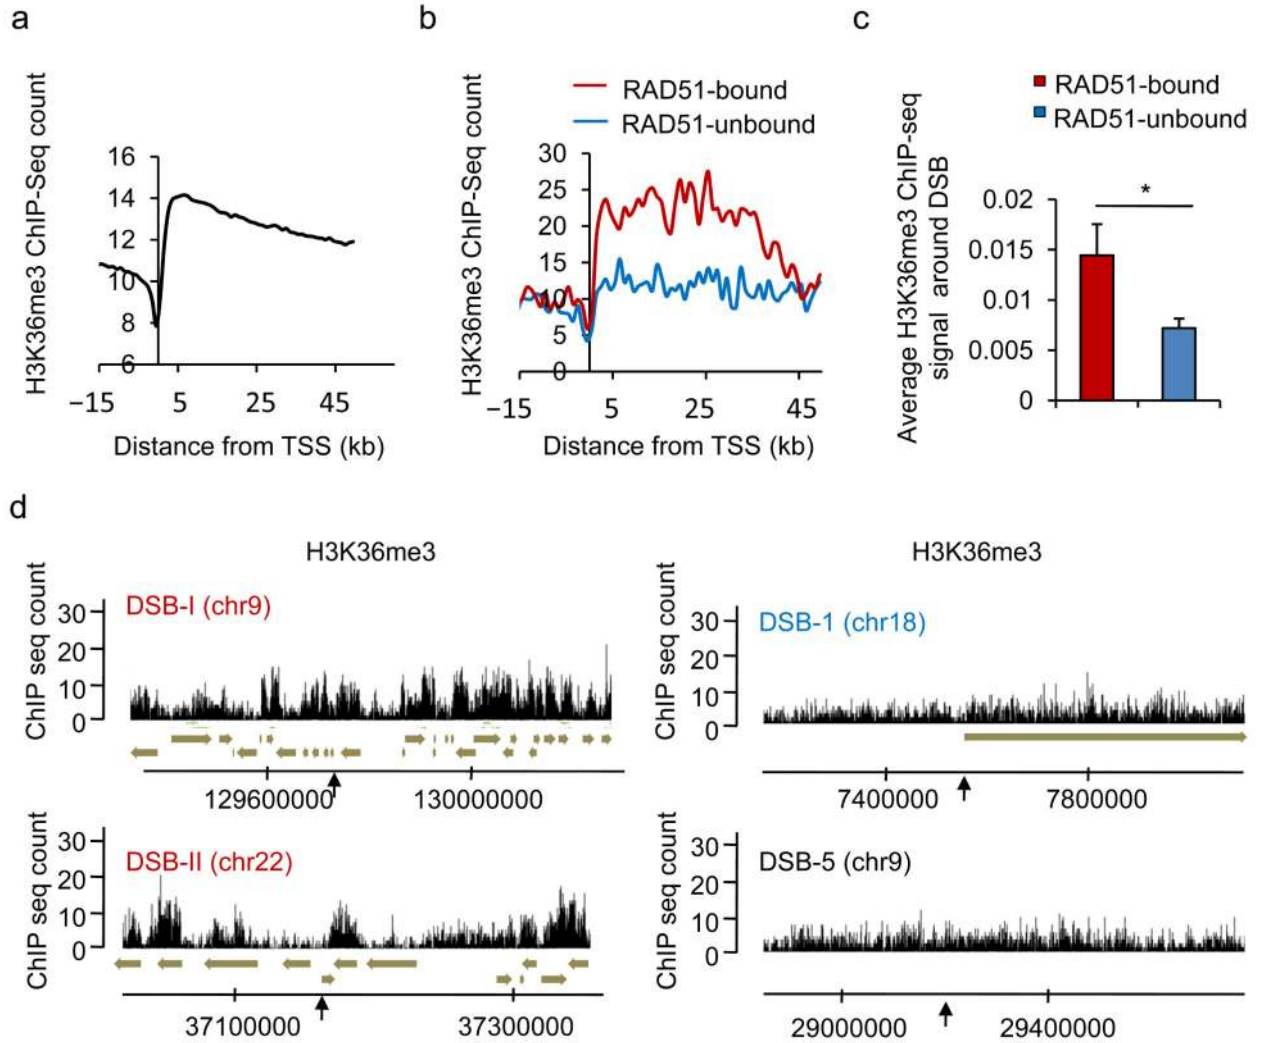 a
H3K36me3 ChIP-Seq count
16
14
12
10
8
6
−15 5 25 45
Distance from TSS (kb)
b
RAD51-bound
RAD51-unbound
H3K36me3 ChIP-Seq count
30
25
20
15
10
5
0
−15 5 25 45
Distance from TSS (kb)
c
RAD51-bound
RAD51-unbound
Average H3K36me3 ChIP-seq
signal around DSB
0.02
0.015
0.01
0.005
0
*
d
H3K36me3
ChIP seq count
DSB-I (chr9)
30
20
10
0
129600000 130000000
ChIP seq count
DSB-II (chr22)
30
20
10
0
37100000 37300000
H3K36me3
ChIP seq count
DSB-1 (chr18)
30
20
10
0
7400000 7800000
ChIP seq count
DSB-5 (chr9)
30
20
10
0
29000000 29400000